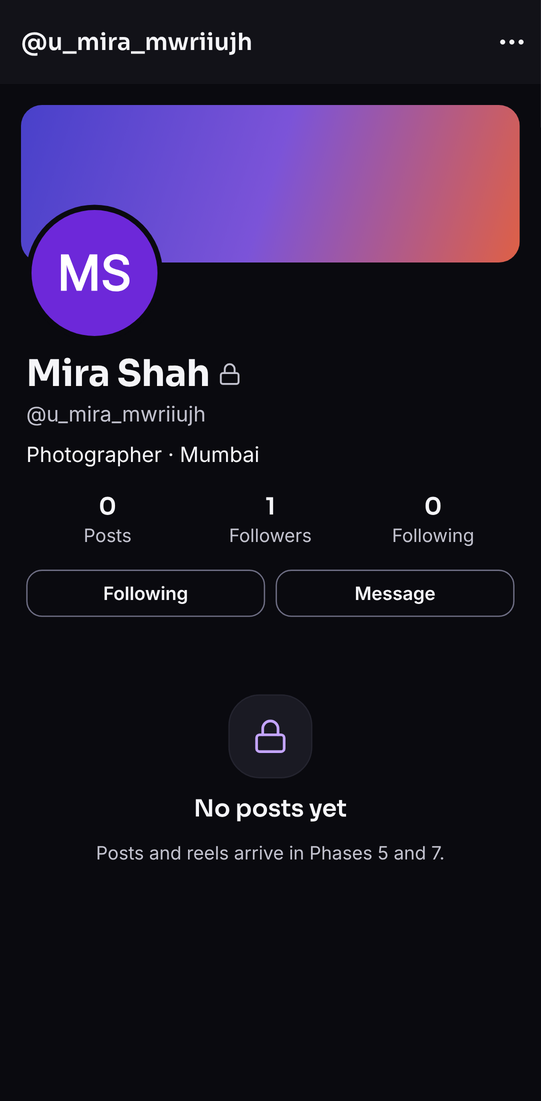 @u_mira_mwriiujh
MS
Mira Shah
@u_mira_mwriiujh
Photographer · Mumbai
0 1 0
Posts Followers Following
Following Message
No posts yet
Posts and reels arrive in Phases 5 and 7.